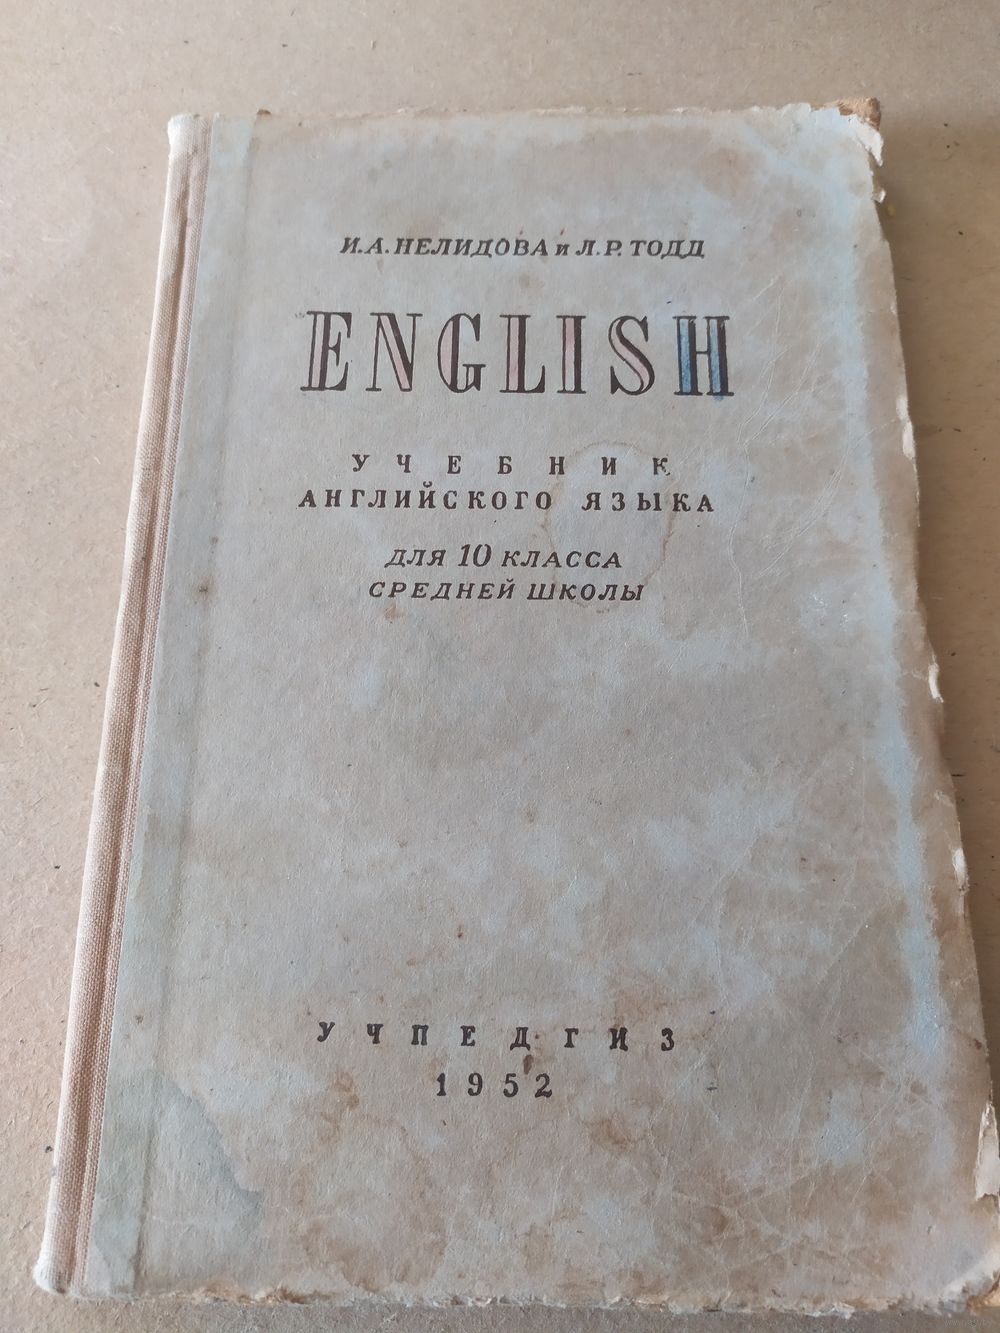 И. А. НЕЛИДОВА и Л. Р. ТОДД
ENGLISH
УЧЕБНИК
АНГЛИЙСКОГО ЯЗЫКА
ДЛЯ 10 КЛАССА
СРЕДНЕЙ ШКОЛЫ
УЧПЕДГИЗ
1952